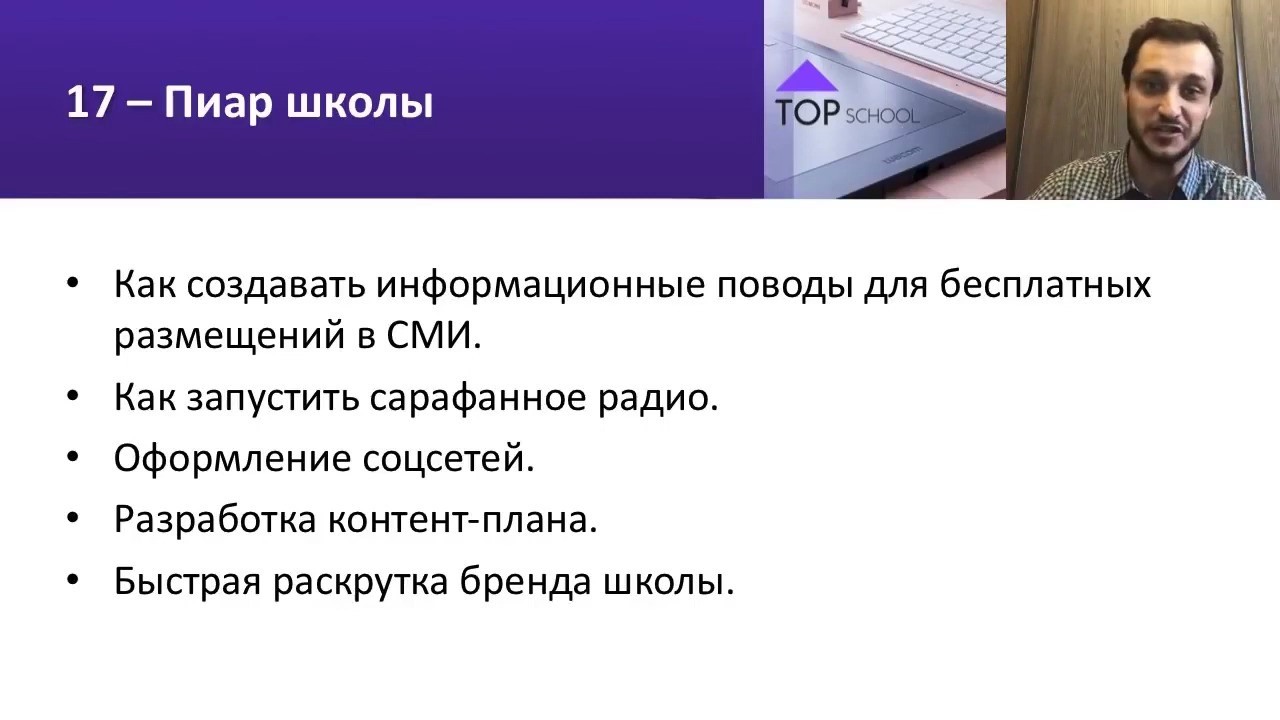 17 – Пиар школы
TOP SCHOOL
wacom
• Как создавать информационные поводы для бесплатных
размещений в СМИ.
• Как запустить сарафанное радио.
• Оформление соцсетей.
• Разработка контент-плана.
• Быстрая раскрутка бренда школы.